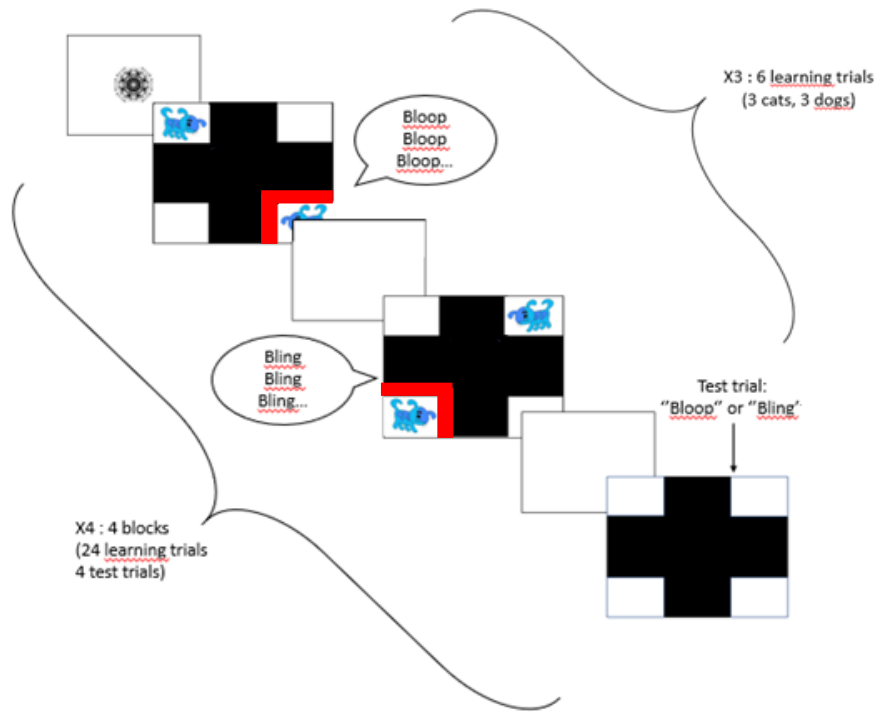 X3 : 6 learning trials
(3 cats, 3 dogs)
Bloop
Bloop
Bloop...
Bling
Bling
Bling...
Test trial:
‘’Bloop” or ‘’Bling’
X4 : 4 blocks
(24 learning trials
4 test trials)